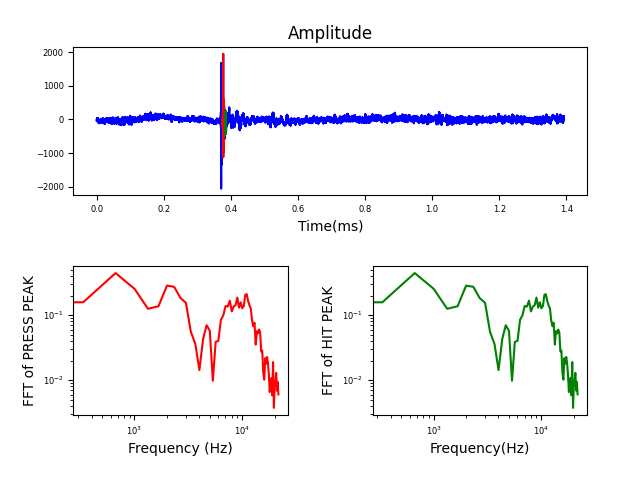 Amplitude
2000
1000
0
−1000
−2000
0.0 0.2 0.4 0.6 0.8 1.0 1.2 1.4
Time(ms)
FFT of PRESS PEAK
10⁻¹
10⁻²
10³ 10⁴
Frequency (Hz)
FFT of HIT PEAK
10⁻¹
10⁻²
10³ 10⁴
Frequency(Hz)